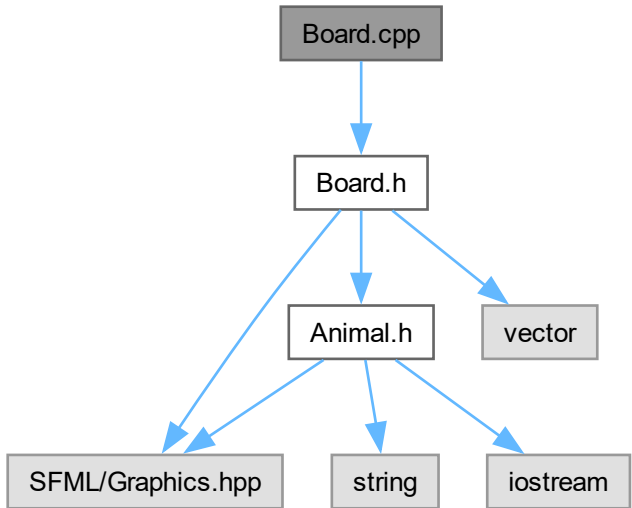 Board.cpp
Board.h
Animal.h
vector
SFML/Graphics.hpp
string
iostream